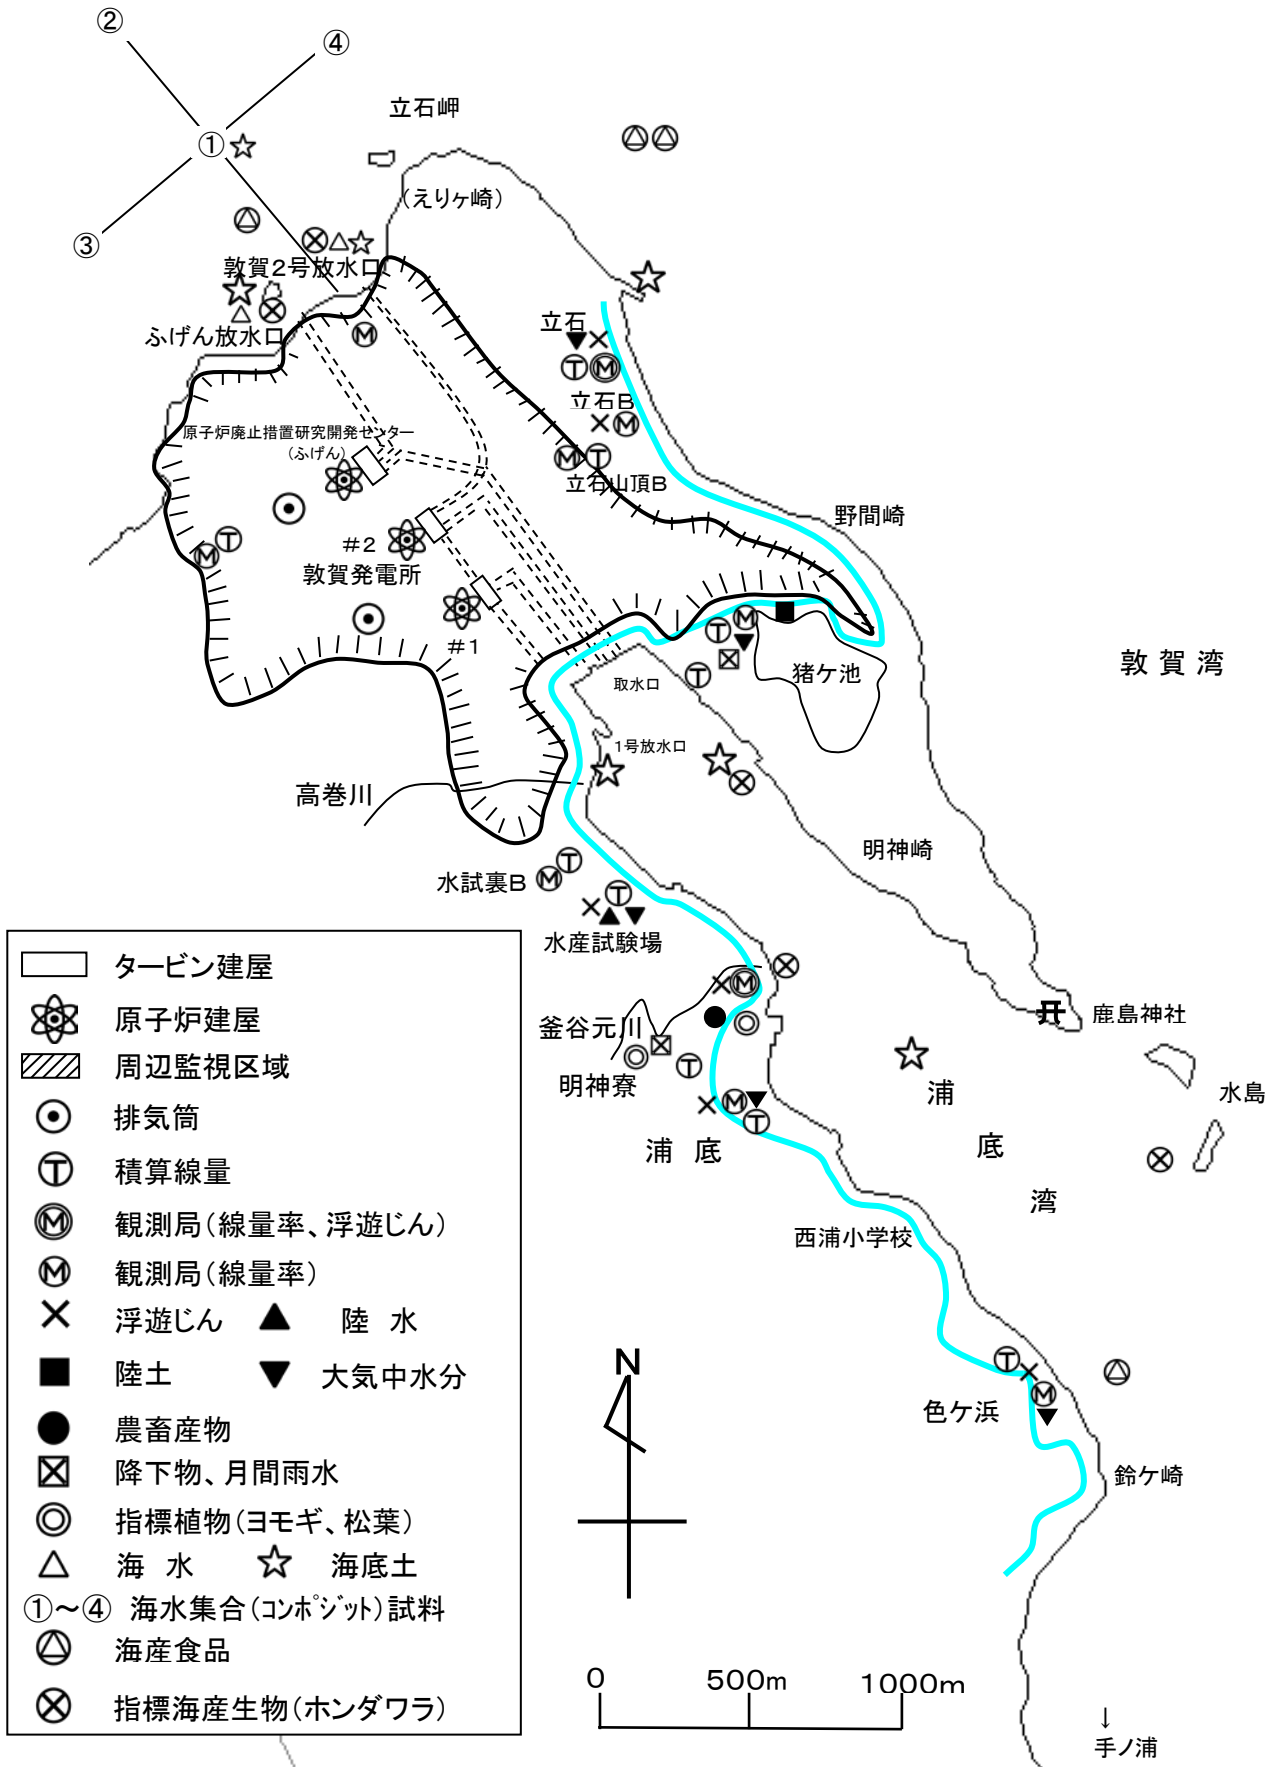 ②
④
立石岬
①
(えりヶ崎)
③
敦賀2号放水口
ふげん放水口
M
立石
T M
立石B
M
原子炉廃止措置研究開発センター
(ふげん)
M T
立石山頂B
野間崎
T
M
#2
敦賀発電所
#1
M
T
猪ケ池
敦賀湾
T
取水口
1号放水口
高巻川
明神崎
T
M
水試裏B
T
水産試験場
M
鹿島神社
釜谷元川
T
明神寮
浦底湾
水島
M
T
浦底
西浦小学校
T
M
色ケ浜
鈴ケ崎
N
タービン建屋
原子炉建屋
周辺監視区域
排気筒
T 積算線量
M 観測局(線量率、浮遊じん)
M 観測局(線量率)
浮遊じん 陸 水
陸土 大気中水分
農畜産物
降下物、月間雨水
指標植物(ヨモギ、松葉)
海 水 海底土
①~④ 海水集合(コンポジット)試料
海産食品
指標海産生物(ホンダワラ)
0 500m 1000m
↓
手ノ浦